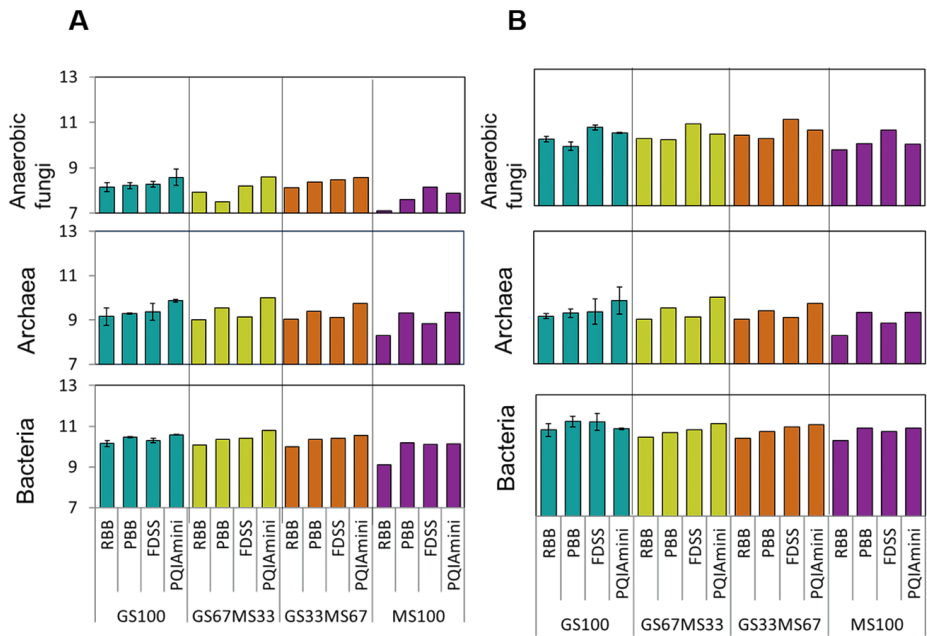 A
B
13
11
9
7
Anaerobic
fungi
13
11
9
7
Archaea
13
11
9
7
Bacteria
RBB
PBB
FDSS
PQIAmini
RBB
PBB
FDSS
PQIAmini
RBB
PBB
FDSS
PQIAmini
RBB
PBB
FDSS
PQIAmini
GS100 GS67MS33 GS33MS67 MS100
Anaerobic
fungi
Archaea
Bacteria
RBB
PBB
FDSS
PQIAmini
RBB
PBB
FDSS
PQIAmini
RBB
PBB
FDSS
PQIAmini
RBB
PBB
FDSS
PQIAmini
GS100 GS67MS33 GS33MS67 MS100